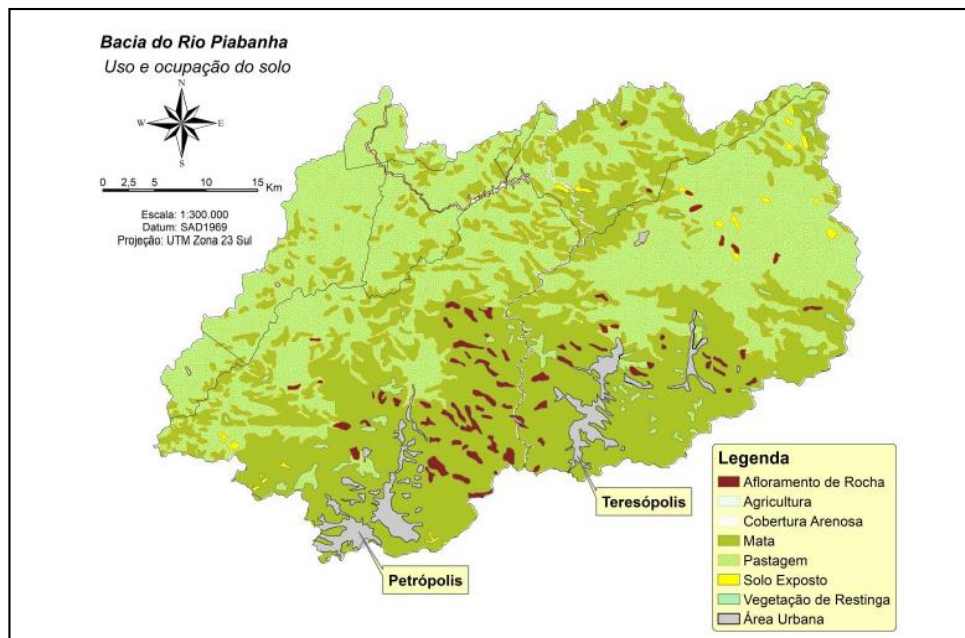 Bacia do Rio Piabanha
Uso e ocupação do solo
N
W E
S
0 2,5 5 10 15
Km
Escala: 1:300.000
Datum: SAD1969
Projeção: UTM Zona 23 Sul
Teresópolis
Petrópolis
Legenda
Afloramento de Rocha
Agricultura
Cobertura Arenosa
Mata
Pastagem
Solo Exposto
Vegetação de Restinga
Área Urbana